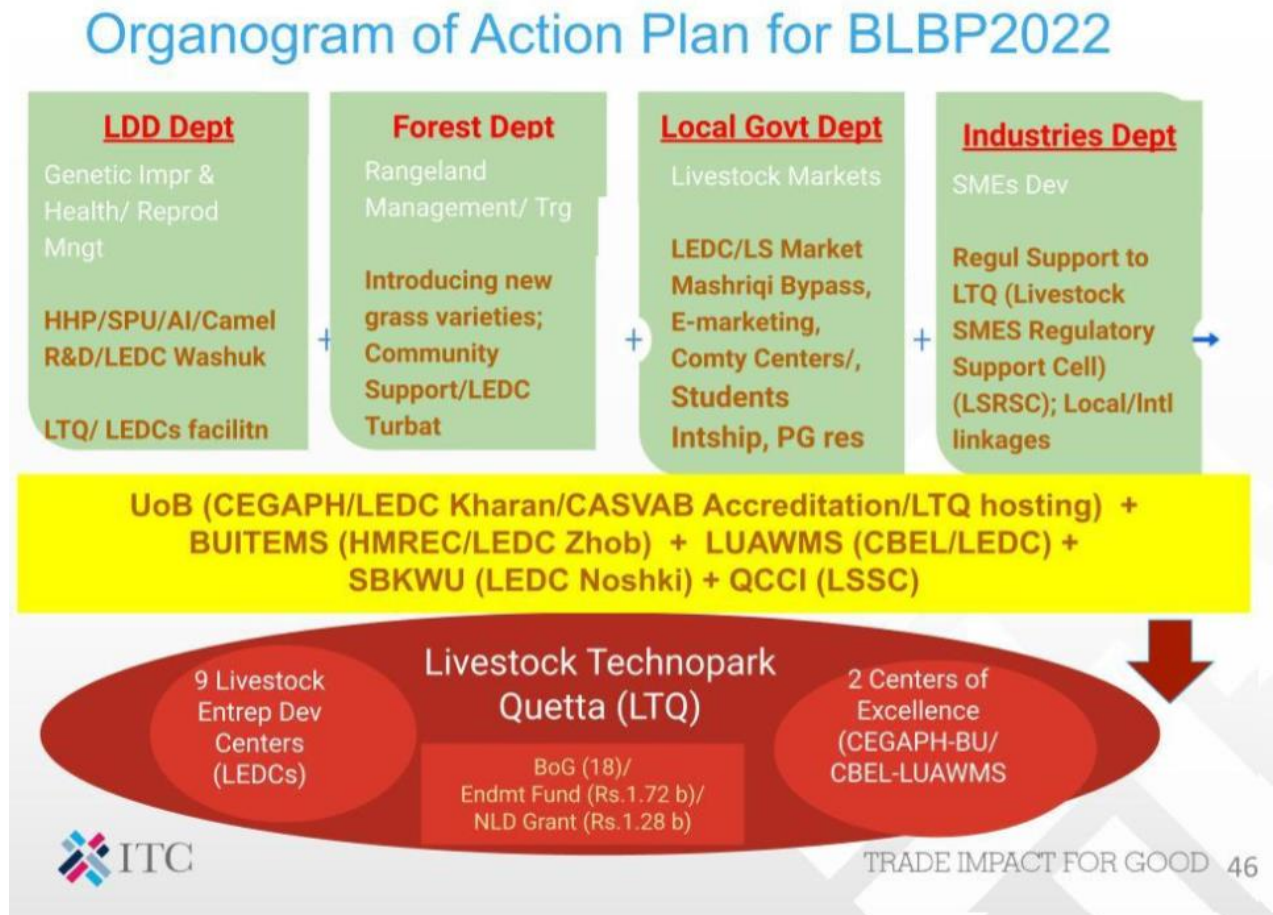 Organogram of Action Plan for BLBP2022
LDD Dept
Genetic Impr &
Health/ Reprod
Mngt
HHP/SPU/AI/Camel
R&D/LEDC Washuk
LTQ/ LEDCs facilitn
+
Forest Dept
Rangeland
Management/ Trg
Introducing new
grass varieties;
Community
Support/LEDC
Turbat
+
Local Govt Dept
Livestock Markets
LEDC/LS Market
Mashriqi Bypass,
E-marketing,
Comty Centers/,
Students
Intship, PG res
+
Industries Dept
SMEs Dev
Regul Support to
LTQ (Livestock
SMES Regulatory
Support Cell)
(LSRSC); Local/Intl
linkages
UoB (CEGAPH/LEDC Kharan/CASVAB Accreditation/LTQ hosting) +
BUITEMS (HMREC/LEDC Zhob) + LUAWMS (CBEL/LEDC) +
SBKWU (LEDC Noshki) + QCCI (LSSC)
9 Livestock
Entrep Dev
Centers
(LEDCs)
Livestock Technopark
Quetta (LTQ)
BoG (18)/
Endmt Fund (Rs.1.72 b)/
NLD Grant (Rs.1.28 b)
2 Centers of
Excellence
(CEGAPH-BU/
CBEL-LUAWMS
ITC
TRADE IMPACT FOR GOOD 46